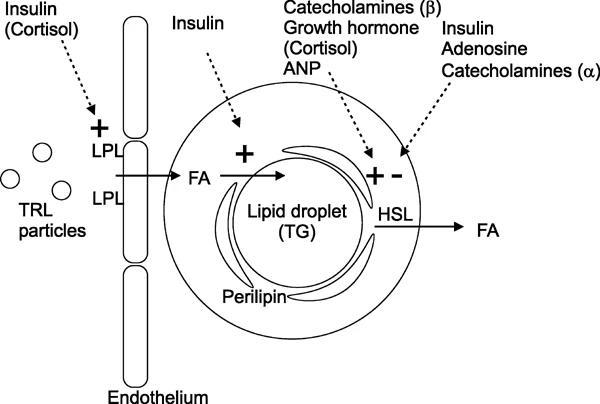 Insulin
(Cortisol)
Insulin
Catecholamines (β)
Growth hormone
(Cortisol)
ANP
Insulin
Adenosine
Catecholamines (α)
+
+
+ -
LPL
LPL
TRL
particles
FA
Lipid droplet
(TG)
HSL
FA
Perilipin
Endothelium